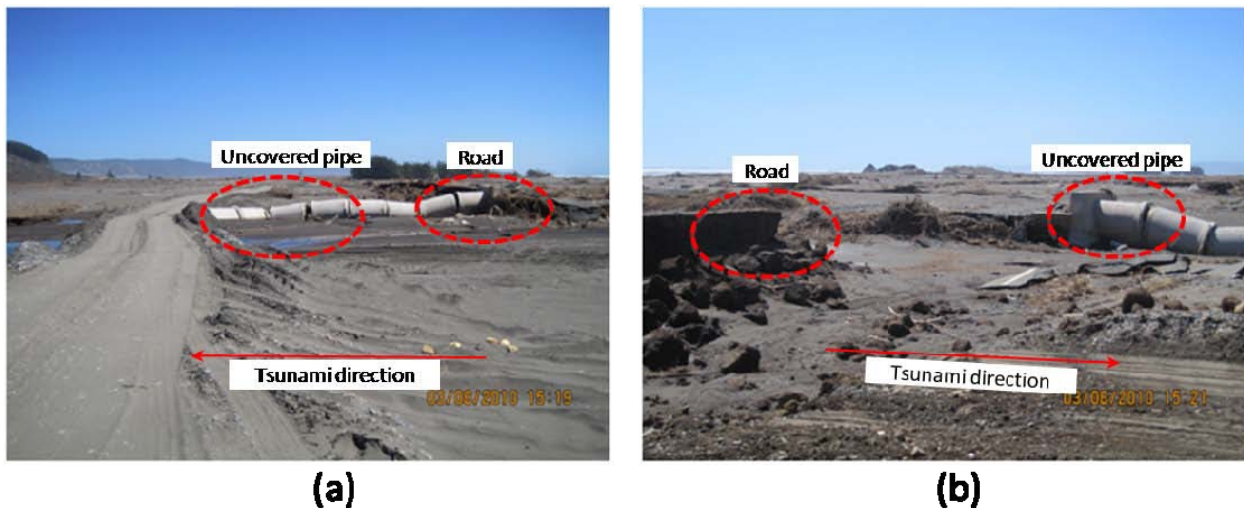 Uncovered pipe
Road
Tsunami direction
03/08/2010 15:19
(a)
Road
Uncovered pipe
Tsunami direction
03/08/2010 15:21
(b)